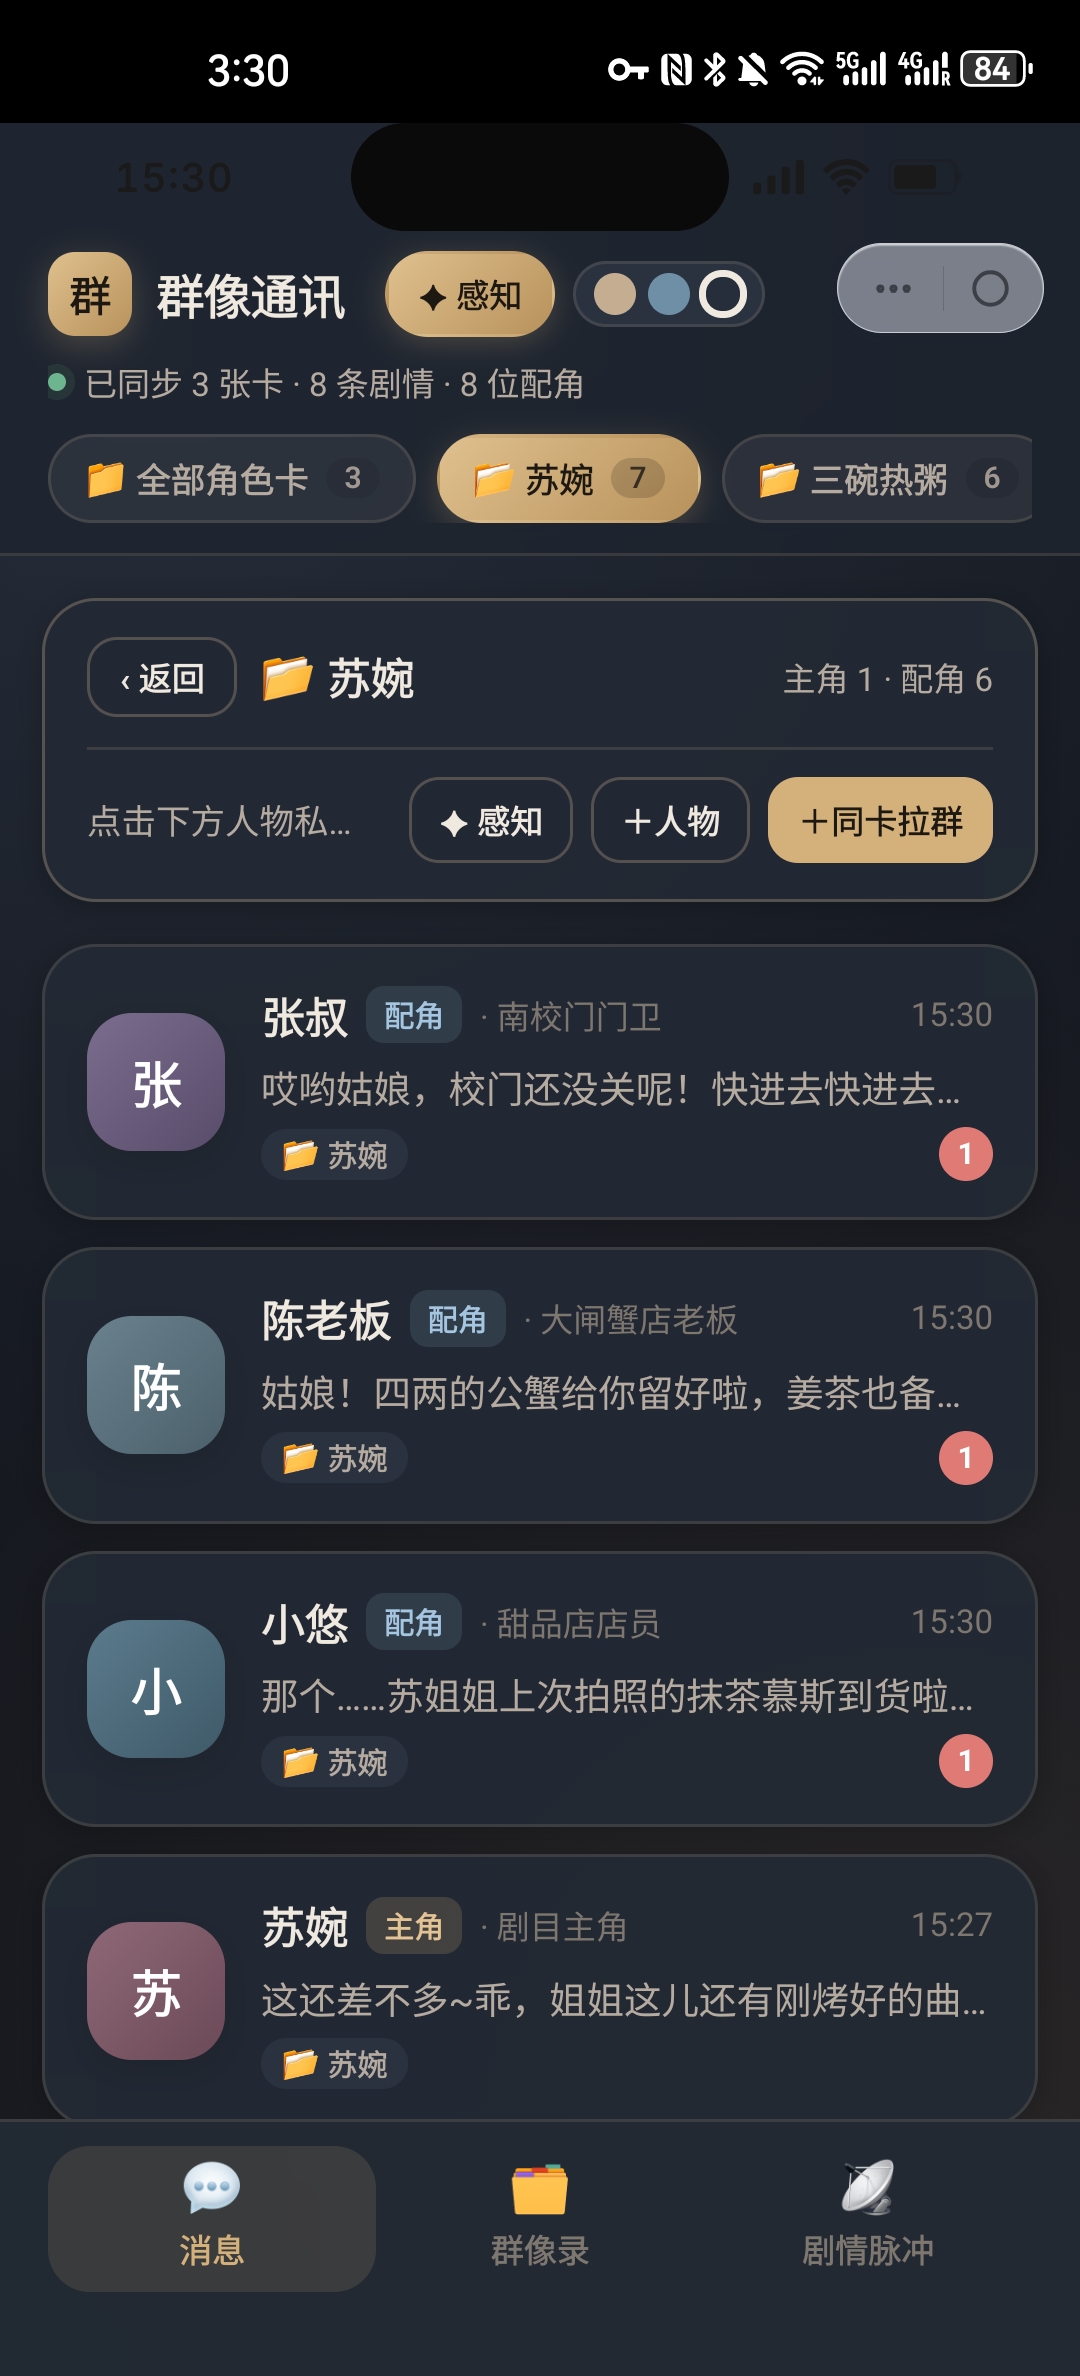 3:30
5G 4G R 84
15:30
群 群像通讯 ✦ 感知
已同步 3 张卡 · 8 条剧情 · 8 位配角
全部角色卡 3 苏婉 7 三碗热粥 6
‹ 返回 苏婉 主角 1 · 配角 6
点击下方人物私... ✦ 感知 ＋人物 ＋同卡拉群
张叔 配角 · 南校门门卫 15:30
张
哎哟姑娘，校门还没关呢！快进去快进去...
苏婉 1
陈老板 配角 · 大闸蟹店老板 15:30
陈
姑娘！四两的公蟹给你留好啦，姜茶也备...
苏婉 1
小悠 配角 · 甜品店店员 15:30
小
那个......苏姐姐上次拍照的抹茶慕斯到货啦...
苏婉 1
苏婉 主角 · 剧目主角 15:27
苏
这还差不多~乖，姐姐这儿还有刚烤好的曲...
苏婉
消息 群像录 剧情脉冲